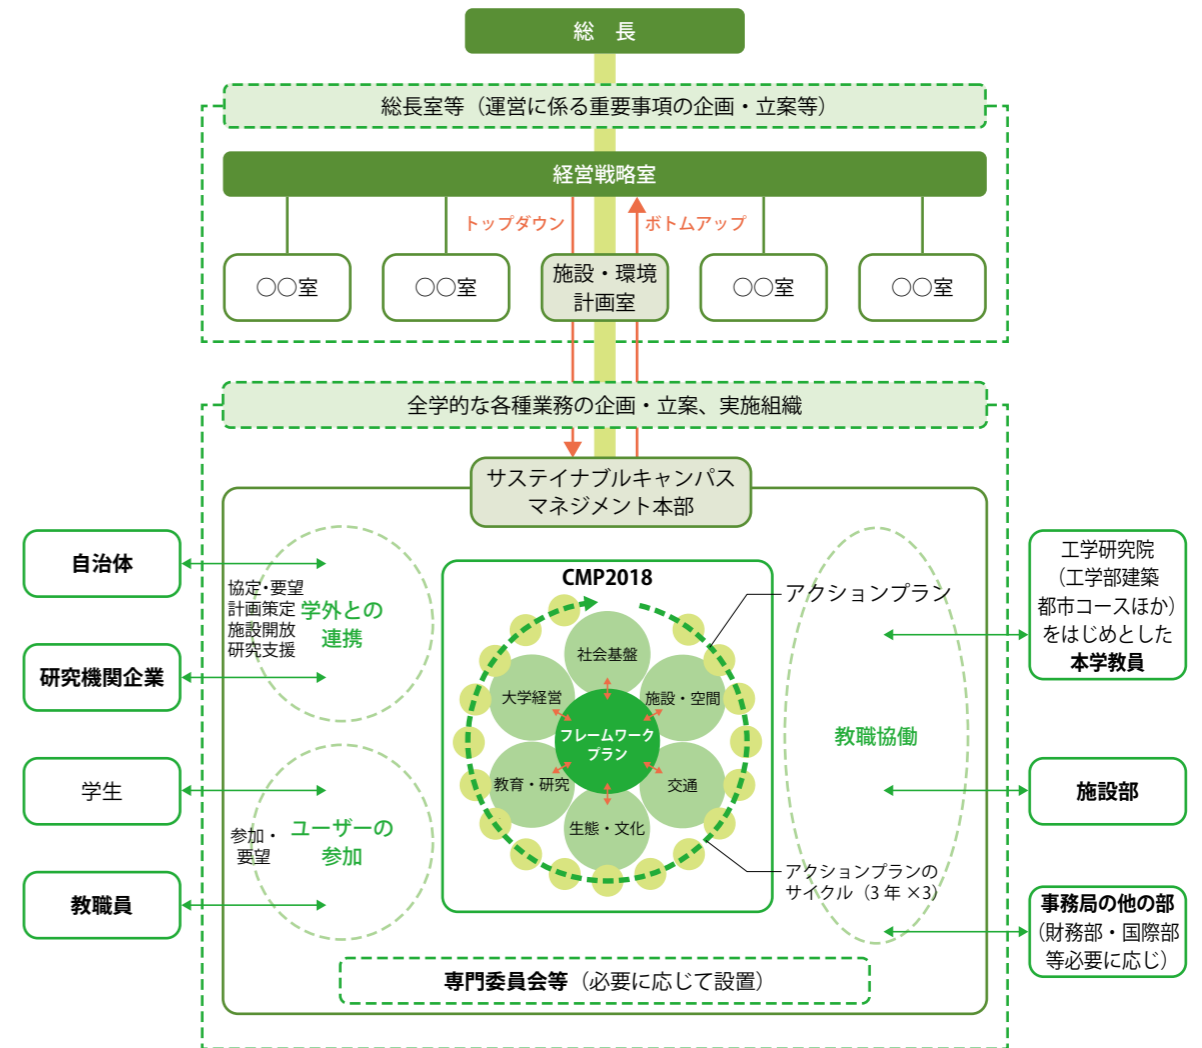 総　長
総長室等（運営に係る重要事項の企画・立案等）
経営戦略室
トップダウン
ボトムアップ
〇〇室
〇〇室
施設・環境
計画室
〇〇室
〇〇室
全学的な各種業務の企画・立案、実施組織
サステイナブルキャンパス
マネジメント本部
自治体
研究機関企業
学生
教職員
協定・要望
計画策定
施設開放
研究支援
学外との
連携
参加・
要望
ユーザーの
参加
CMP2018
社会基盤
大学経営
施設・空間
フレームワーク
プラン
教育・研究
交通
生態・文化
アクションプラン
アクションプランの
サイクル（3 年 ×3）
教職協働
工学研究院
（工学部建築
都市コースほか）
をはじめとした
本学教員
施設部
事務局の他の部
（財務部・国際部
等必要に応じ）
専門委員会等（必要に応じて設置）